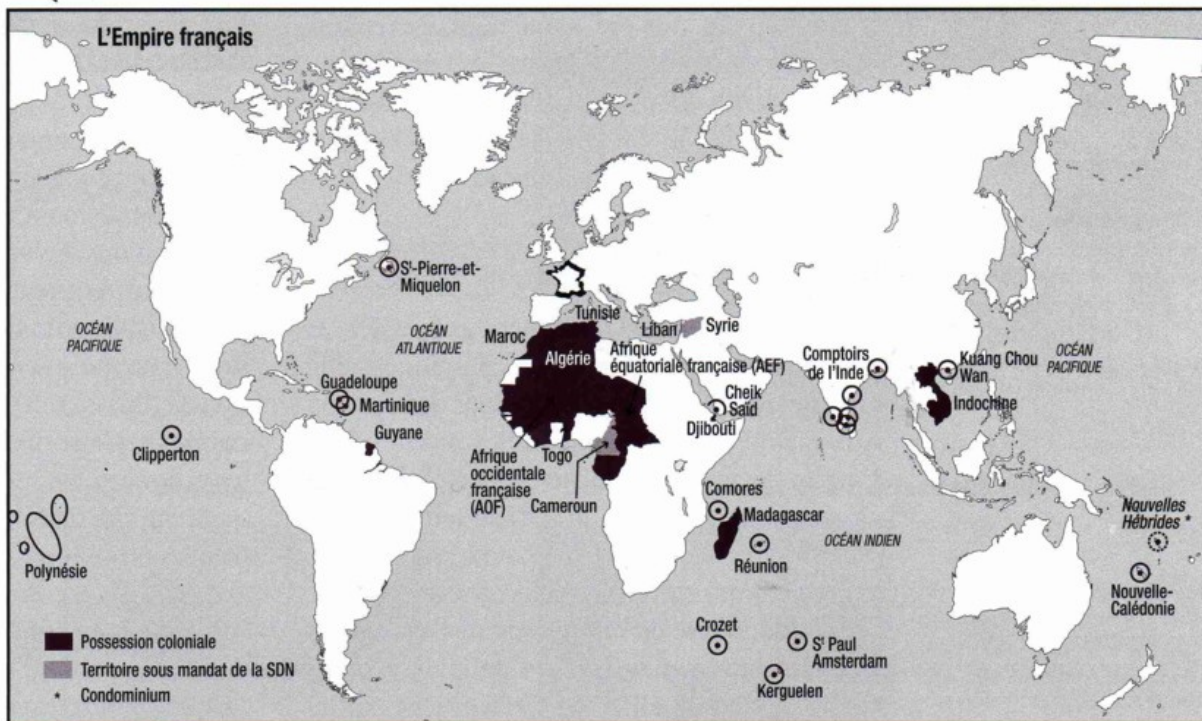 L'Empire français
St-Pierre-et-
Miquelon
OCÉAN
PACIFIQUE
OCÉAN
ATLANTIQUE
Maroc
Tunisie
Liban
Syrie
Algérie
Afrique
équatoriale française (AEF)
Comptoirs
de l'Inde
Kuang Chou
Wan
OCÉAN
PACIFIQUE
Guadeloupe
Martinique
Guyane
Clipperton
Cheik
Saïd
Djibouti
Indochine
Afrique
occidentale
française
(AOF)
Togo
Cameroun
Comores
Madagascar
Réunion
OCÉAN INDIEN
Nouvelles
Hébrides *
Polynésie
Nouvelle-
Calédonie
Crozet
St Paul
Amsterdam
Kerguelen
Possession coloniale
Territoire sous mandat de la SDN
* Condominium